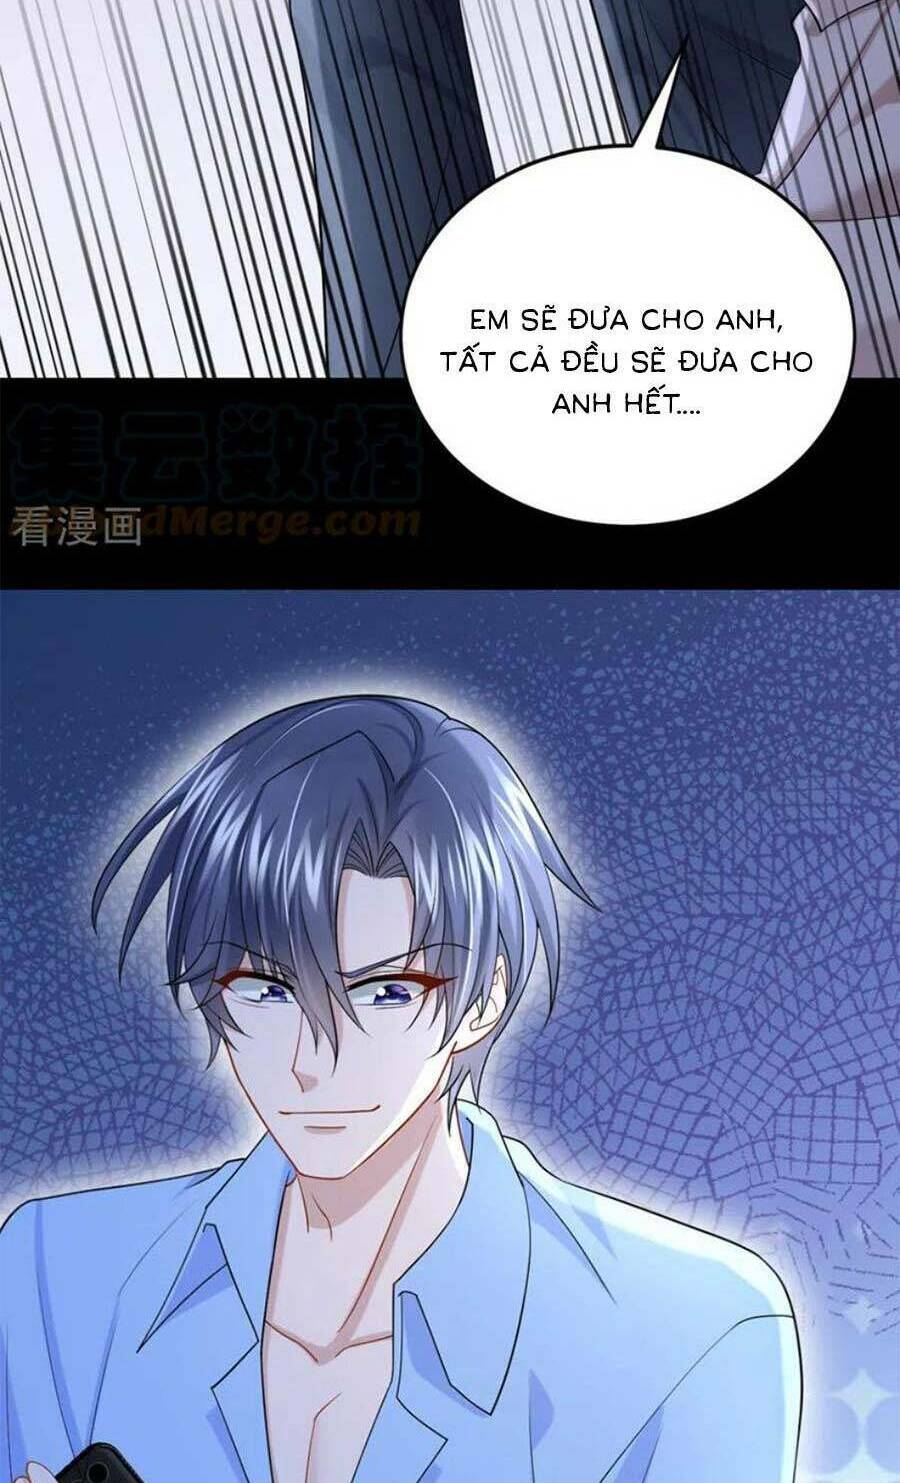 EM SẼ ĐƯA CHO ANH,
TẤT CẢ ĐỀU SẼ ĐƯA CHO
ANH HẾT....
集云数据
看漫画
dMerge.com